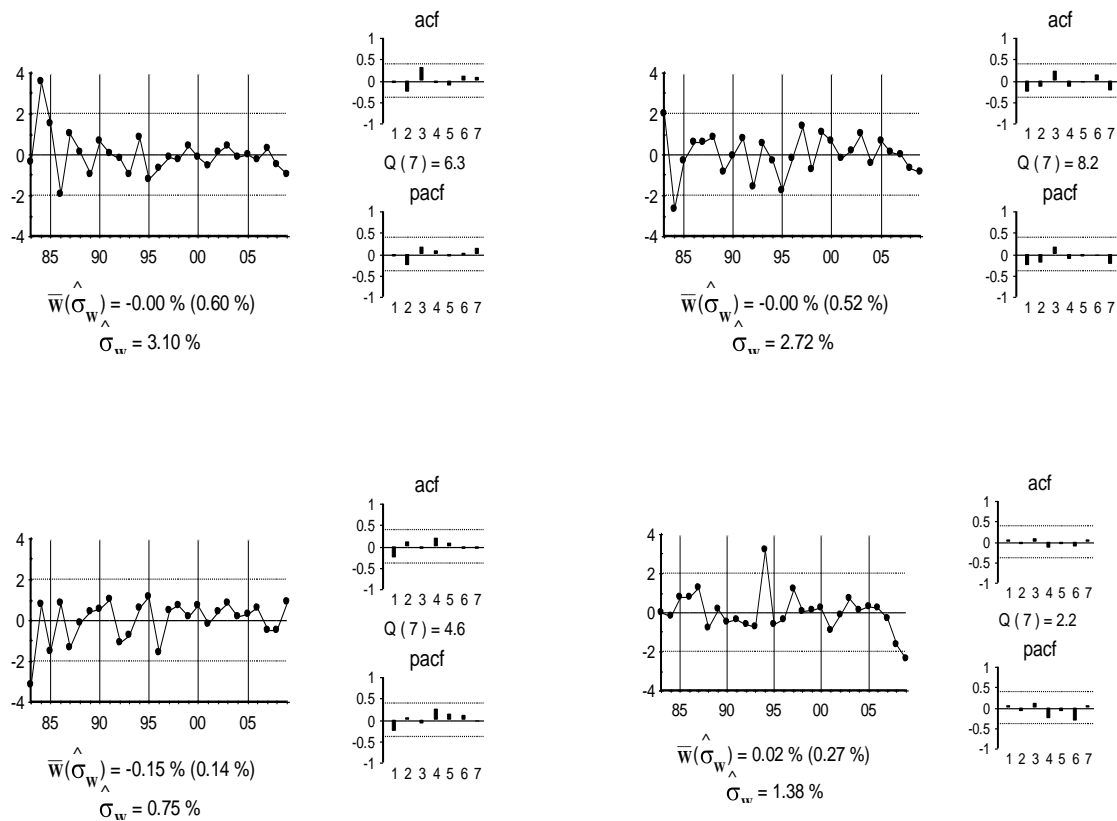 acf
1
0.5
0
-0.5
-1
1 2 3 4 5 6 7
Q ( 7 ) = 6.3
pacf
1
0.5
0
-0.5
-1
1 2 3 4 5 6 7
4
2
0
-2
-4
85 90 95 00 05
w̅(σ̂w) = -0.00 % (0.60 %)
σ̂w = 3.10 %
acf
1
0.5
0
-0.5
-1
1 2 3 4 5 6 7
Q ( 7 ) = 8.2
pacf
1
0.5
0
-0.5
-1
1 2 3 4 5 6 7
4
2
0
-2
-4
85 90 95 00 05
w̅(σ̂w) = -0.00 % (0.52 %)
σ̂w = 2.72 %
acf
1
0.5
0
-0.5
-1
1 2 3 4 5 6 7
Q ( 7 ) = 4.6
pacf
1
0.5
0
-0.5
-1
1 2 3 4 5 6 7
4
2
0
-2
-4
85 90 95 00 05
w̅(σ̂w) = -0.15 % (0.14 %)
σ̂w = 0.75 %
acf
1
0.5
0
-0.5
-1
1 2 3 4 5 6 7
Q ( 7 ) = 2.2
pacf
1
0.5
0
-0.5
-1
1 2 3 4 5 6 7
4
2
0
-2
-4
85 90 95 00 05
w̅(σ̂w) = 0.02 % (0.27 %)
σ̂w = 1.38 %